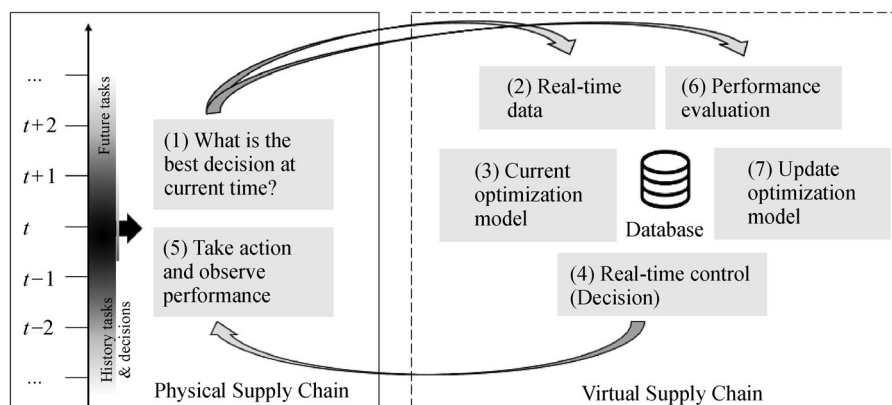 ...
t+2
t+1
t
t−1
t−2
...
Future tasks
History tasks
& decisions
(1) What is the
best decision at
current time?
(5) Take action
and observe
performance
Physical Supply Chain
(2) Real-time
data
(6) Performance
evaluation
(3) Current
optimization
model
Database
(7) Update
optimization
model
(4) Real-time control
(Decision)
Virtual Supply Chain